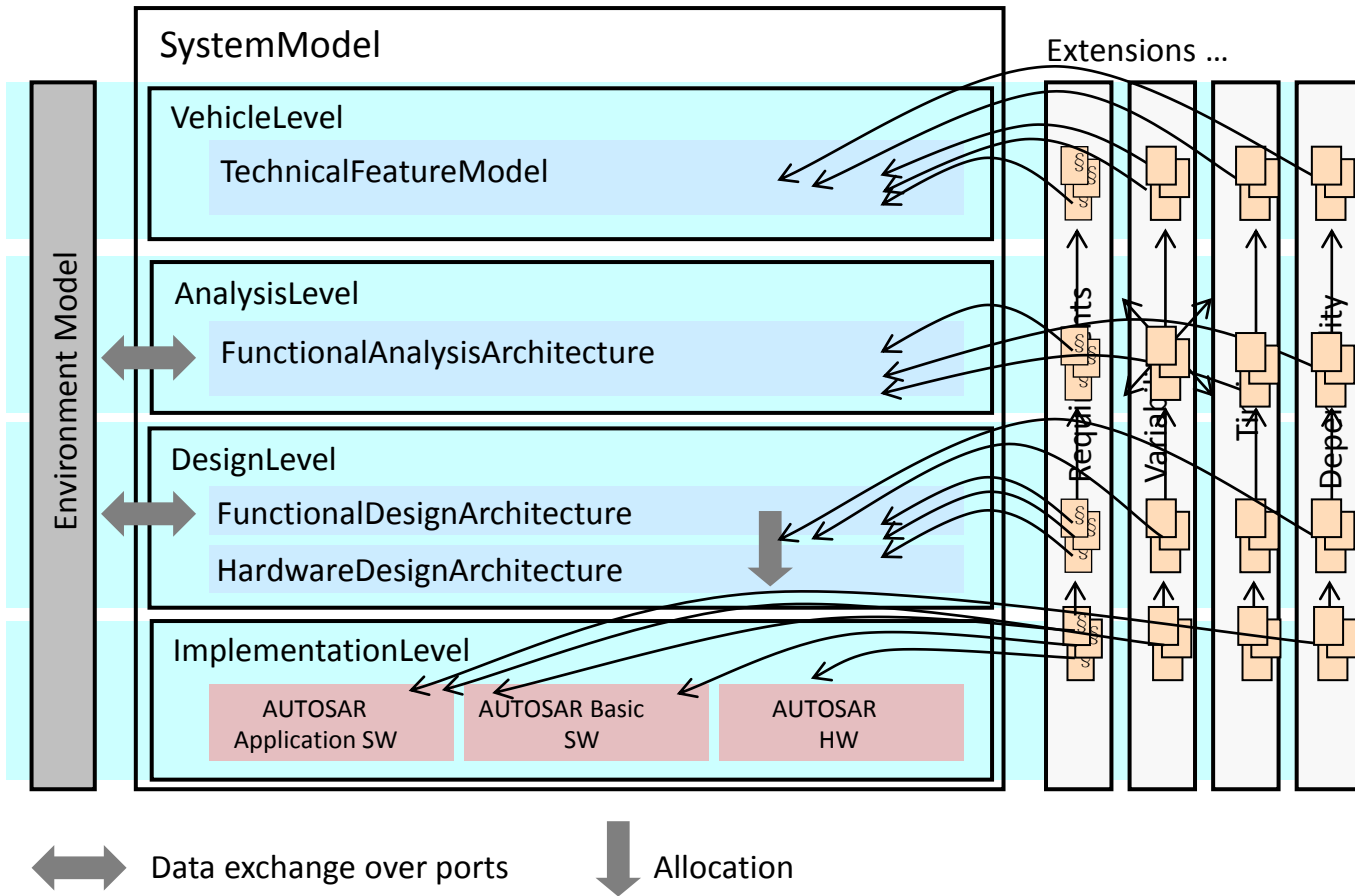 SystemModel
Extensions ...
VehicleLevel
TechnicalFeatureModel
AnalysisLevel
FunctionalAnalysisArchitecture
DesignLevel
FunctionalDesignArchitecture
HardwareDesignArchitecture
ImplementationLevel
AUTOSAR
Application SW
AUTOSAR Basic
SW
AUTOSAR
HW
Environment Model
Data exchange over ports
Allocation